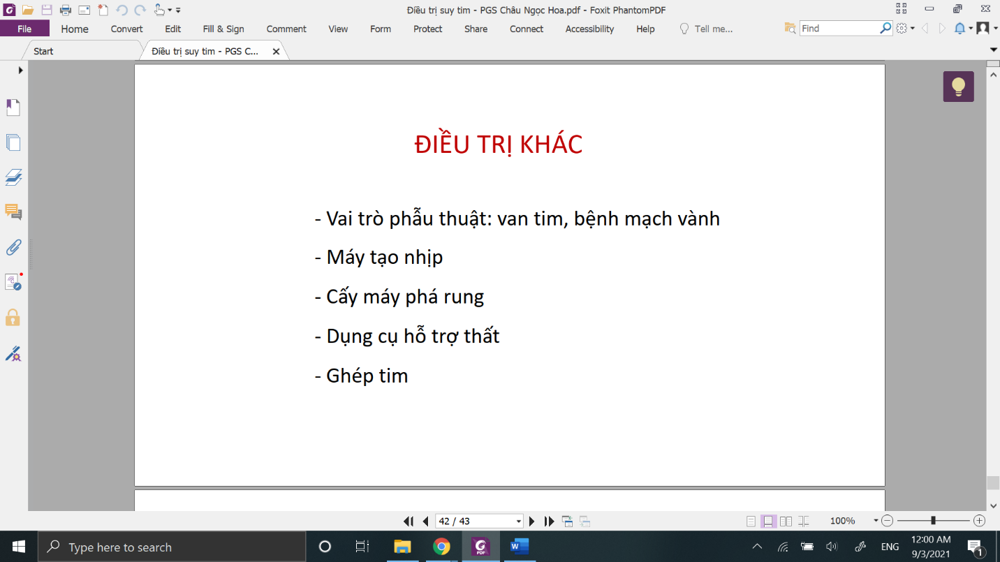 Điều trị suy tim - PGS Châu Ngọc Hoa.pdf - Foxit PhantomPDF
File Home Convert Edit Fill & Sign Comment View Form Protect Share Connect Accessibility Help Tell me... Find
Start Điều trị suy tim - PGS C...
ĐIỀU TRỊ KHÁC
- Vai trò phẫu thuật: van tim, bệnh mạch vành
- Máy tạo nhịp
- Cấy máy phá rung
- Dụng cụ hỗ trợ thất
- Ghép tim
42 / 43 100%
Type here to search PDF W ENG 12:00 AM
9/3/2021 1